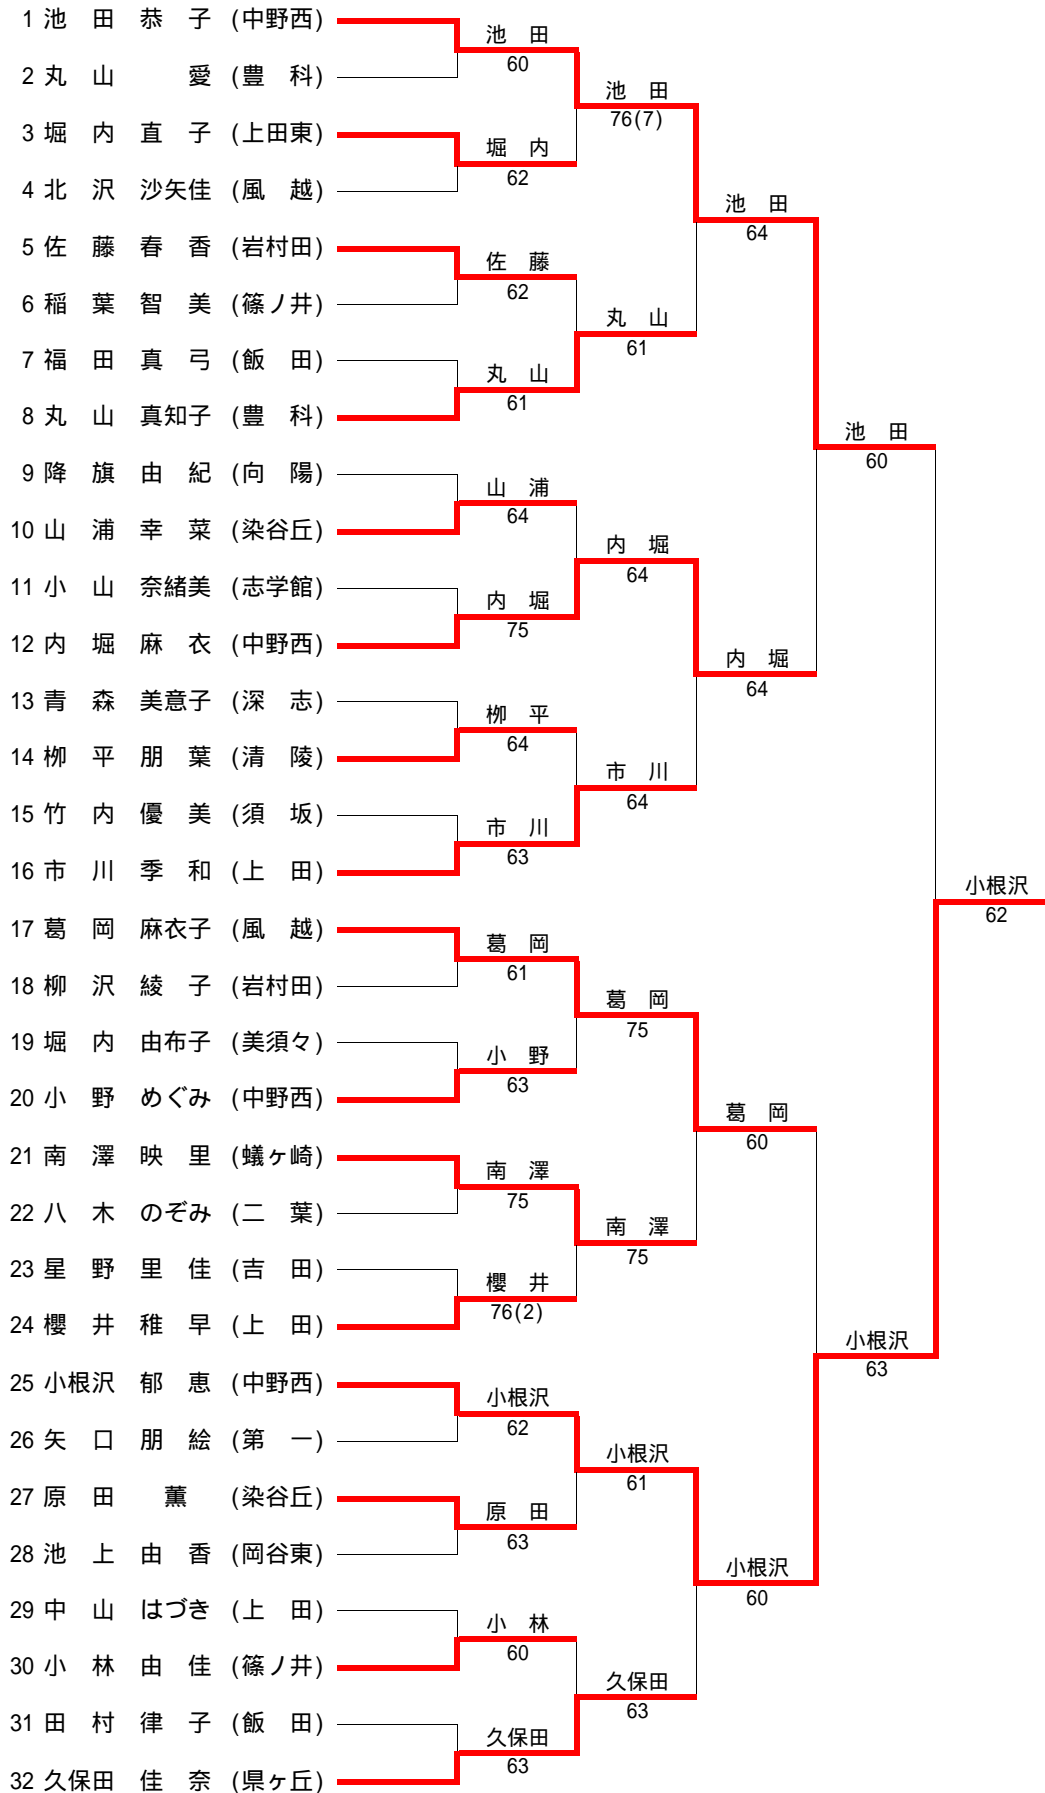 1 池 田 恭 子 (中野西)
2 丸 山 愛 (豊 科)
3 堀 内 直 子 (上田東)
4 北 沢 沙矢佳 (風 越)
5 佐 藤 春 香 (岩村田)
6 稲 葉 智 美 (篠ノ井)
7 福 田 真 弓 (飯 田)
8 丸 山 真知子 (豊 科)
9 降 旗 由 紀 (向 陽)
10 山 浦 幸 菜 (染谷丘)
11 小 山 奈緒美 (志学館)
12 内 堀 麻 衣 (中野西)
13 青 森 美意子 (深 志)
14 栁 平 朋 葉 (清 陵)
15 竹 内 優 美 (須 坂)
16 市 川 季 和 (上 田)
17 葛 岡 麻衣子 (風 越)
18 柳 沢 綾 子 (岩村田)
19 堀 内 由布子 (美須々)
20 小 野 めぐみ (中野西)
21 南 澤 映 里 (蟻ヶ崎)
22 八 木 のぞみ (二 葉)
23 星 野 里 佳 (吉 田)
24 櫻 井 稚 早 (上 田)
25 小根沢 郁 恵 (中野西)
26 矢 口 朋 絵 (第 一)
27 原 田 薫 (染谷丘)
28 池 上 由 香 (岡谷東)
29 中 山 はづき (上 田)
30 小 林 由 佳 (篠ノ井)
31 田 村 律 子 (飯 田)
32 久保田 佳 奈 (県ヶ丘)
池 田
60
堀 内
62
佐 藤
62
丸 山
61
山 浦
64
内 堀
75
栁 平
64
市 川
63
葛 岡
61
小 野
63
南 澤
75
櫻 井
76(2)
小根沢
62
原 田
63
小 林
60
久保田
63
池 田
76(7)
丸 山
61
内 堀
64
市 川
64
葛 岡
75
南 澤
75
小根沢
61
久保田
63
池 田
64
内 堀
64
葛 岡
60
小根沢
60
池 田
60
小根沢
63
小根沢
62